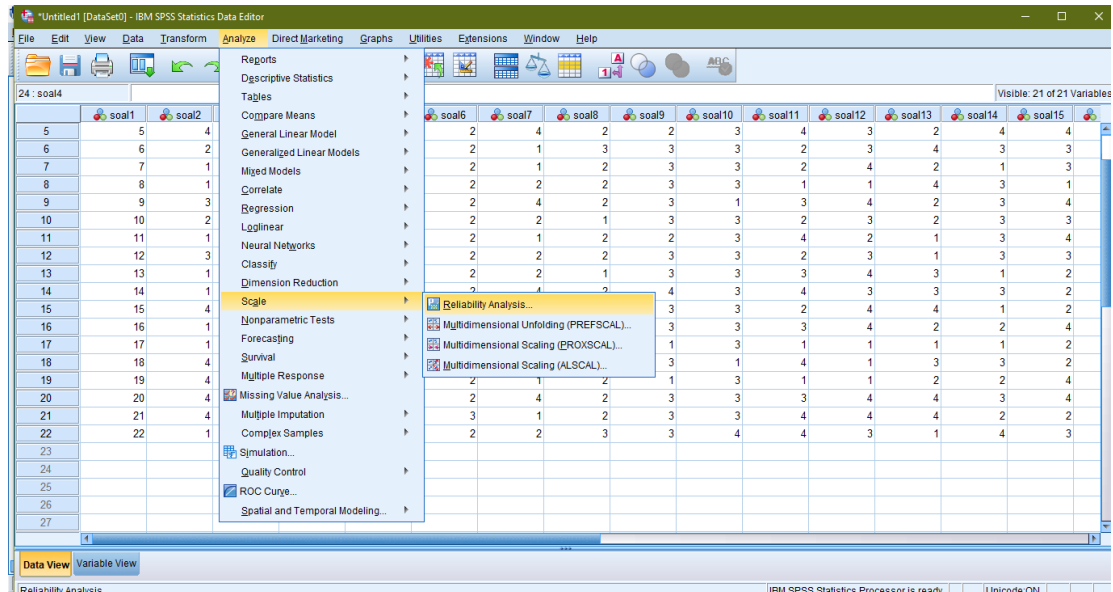 *Untitled1 [DataSet0] - IBM SPSS Statistics Data Editor
File Edit View Data Transform Analyze Direct Marketing Graphs Utilities Extensions Window Help
24 : soal4
Visible: 21 of 21 Variables
soal1 soal2 soal6 soal7 soal8 soal9 soal10 soal11 soal12 soal13 soal14 soal15
5 5 4 2 4 2 2 3 4 3 2 4 4
6 6 2 2 1 3 3 3 2 3 4 3 3
7 7 1 2 1 2 3 3 2 4 2 1 3
8 8 1 2 2 2 3 3 1 1 4 3 1
9 9 3 2 4 2 3 1 3 4 2 3 4
10 10 2 2 2 1 3 3 2 3 2 3 3
11 11 1 2 1 2 2 3 4 2 1 3 4
12 12 3 2 2 2 3 3 2 3 1 3 3
13 13 1 2 2 1 3 3 3 4 3 1 2
14 14 1 2 4 2 4 3 4 3 3 3 2
15 15 4 3 3 2 4 4 1 2
16 16 1 3 3 3 4 2 2 4
17 17 1 1 3 1 1 1 1 2
18 18 4 3 1 4 1 3 3 2
19 19 4 2 1 2 1 3 1 1 2 2 4
20 20 4 2 4 2 3 3 3 4 4 3 4
21 21 4 3 1 2 3 3 4 4 4 2 2
22 22 1 2 2 3 3 4 4 3 1 4 3
23
24
25
26
27
Reports
Descriptive Statistics
Tables
Compare Means
General Linear Model
Generalized Linear Models
Mixed Models
Correlate
Regression
Loglinear
Neural Networks
Classify
Dimension Reduction
Scale
Nonparametric Tests
Forecasting
Survival
Multiple Response
Missing Value Analysis...
Multiple Imputation
Complex Samples
Simulation...
Quality Control
ROC Curve...
Spatial and Temporal Modeling...
Reliability Analysis...
Multidimensional Unfolding (PREFSCAL)...
Multidimensional Scaling (PROXSCAL)...
Multidimensional Scaling (ALSCAL)...
Data View Variable View
Reliability Analysis
IBM SPSS Statistics Processor is ready Unicode:ON